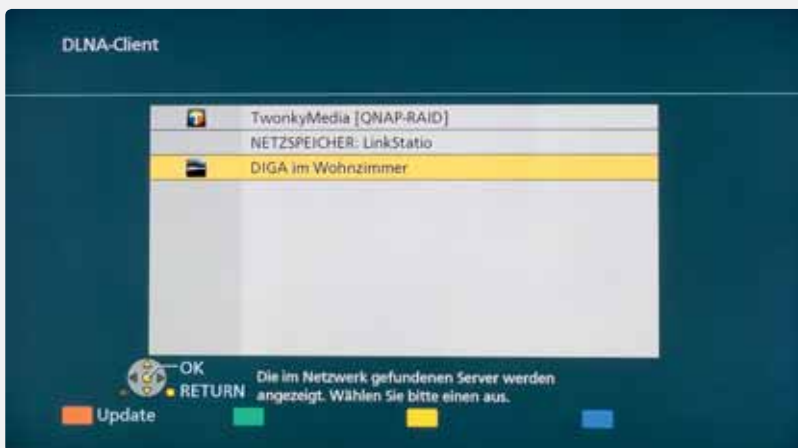 DLNA-Client
TwonkyMedia [QNAP-RAID]
NETZSPEICHER: LinkStatio
DIGA im Wohnzimmer
OK
RETURN
Die im Netzwerk gefundenen Server werden
angezeigt. Wählen Sie bitte einen aus.
Update